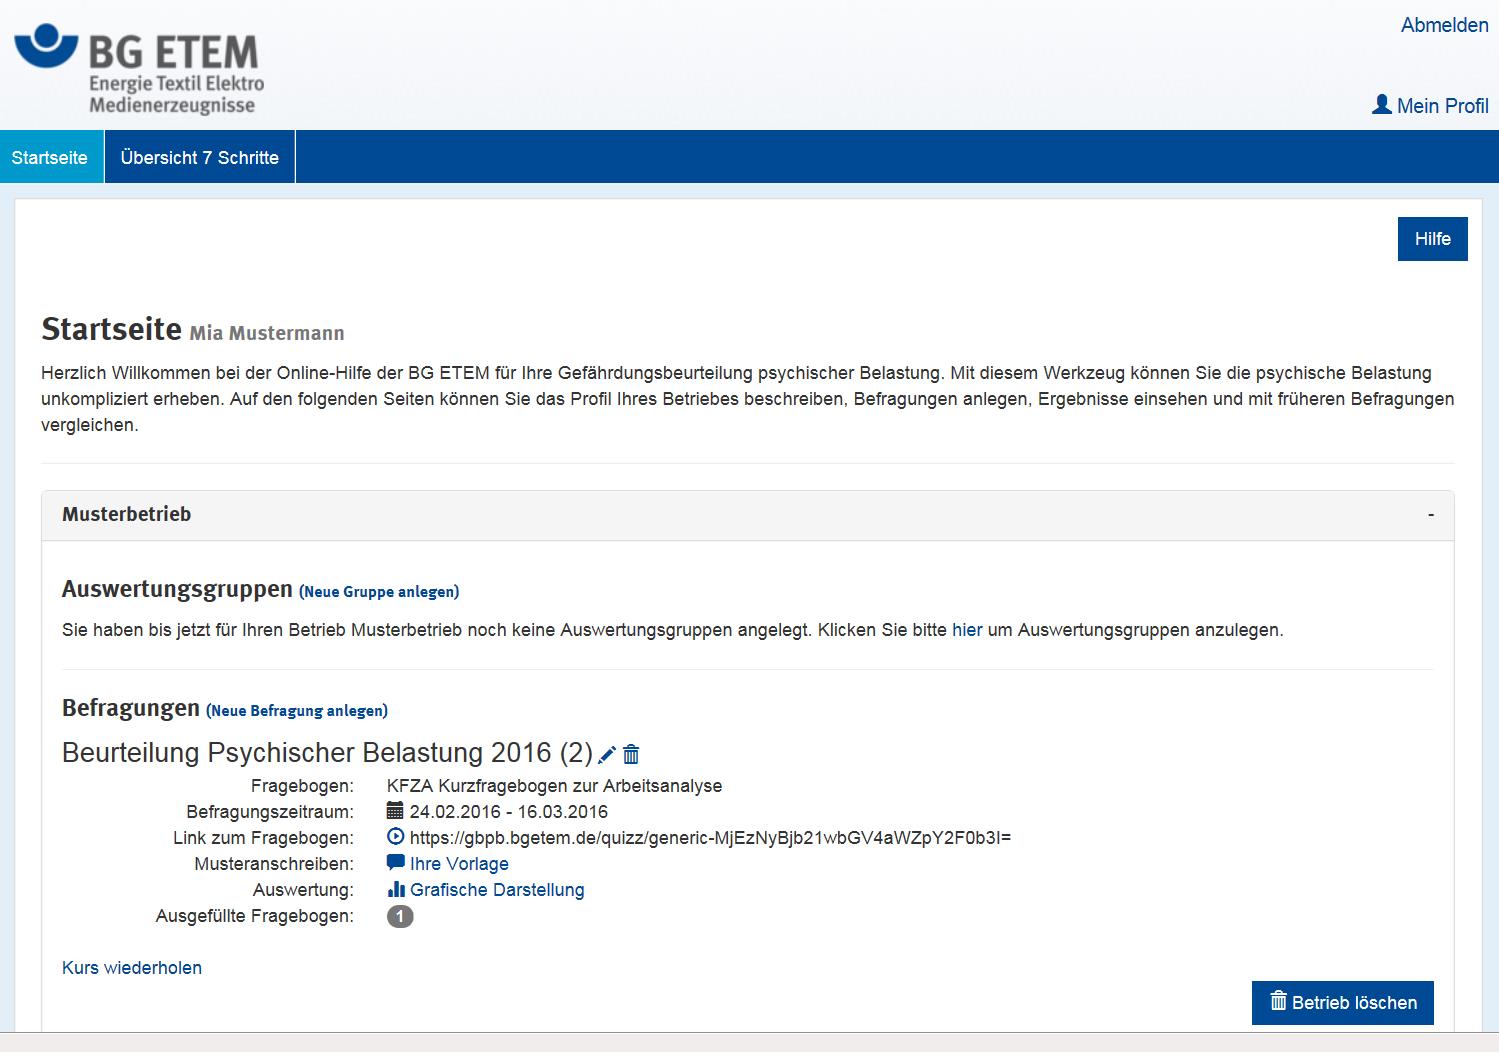 BG ETEM
Energie Textil Elektro
Medienerzeugnisse
Abmelden
Mein Profil
Startseite
Übersicht 7 Schritte
Hilfe
Startseite Mia Mustermann
Herzlich Willkommen bei der Online-Hilfe der BG ETEM für Ihre Gefährdungsbeurteilung psychischer Belastung. Mit diesem Werkzeug können Sie die psychische Belastung
unkompliziert erheben. Auf den folgenden Seiten können Sie das Profil Ihres Betriebes beschreiben, Befragungen anlegen, Ergebnisse einsehen und mit früheren Befragungen
vergleichen.
Musterbetrieb -
Auswertungsgruppen (Neue Gruppe anlegen)
Sie haben bis jetzt für Ihren Betrieb Musterbetrieb noch keine Auswertungsgruppen angelegt. Klicken Sie bitte hier um Auswertungsgruppen anzulegen.
Befragungen (Neue Befragung anlegen)
Beurteilung Psychischer Belastung 2016 (2)
Fragebogen: KFZA Kurzfragebogen zur Arbeitsanalyse
Befragungszeitraum: 24.02.2016 - 16.03.2016
Link zum Fragebogen: https://gbpb.bgetem.de/quizz/generic-MjEzNyBjb21wbGV4aWZpY2F0b3I=
Musteranschreiben: Ihre Vorlage
Auswertung: Grafische Darstellung
Ausgefüllte Fragebogen: 1
Kurs wiederholen
Betrieb löschen